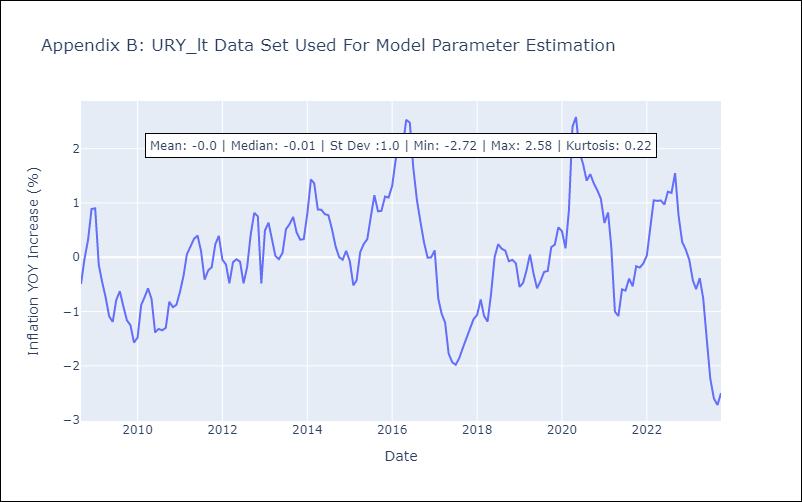 Appendix B: URY_lt Data Set Used For Model Parameter Estimation
Mean: -0.0 | Median: -0.01 | St Dev :1.0 | Min: -2.72 | Max: 2.58 | Kurtosis: 0.22
Inflation YOY Increase (%)
2
1
0
−1
−2
−3
2010 2012 2014 2016 2018 2020 2022
Date